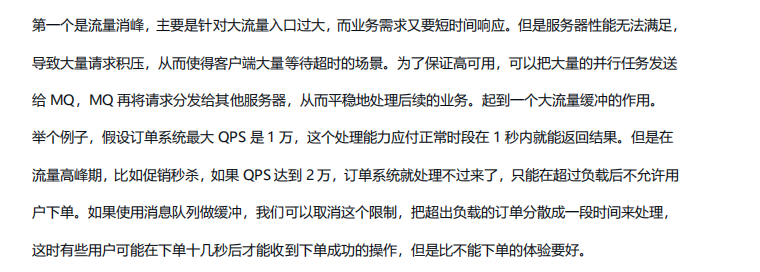 第一个是流量消峰，主要是针对大流量入口过大，而业务需求又要短时间响应。但是服务器性能无法满足，
导致大量请求积压，从而使得客户端大量等待超时的场景。为了保证高可用，可以把大量的并行任务发送
给 MQ，MQ 再将请求分发给其他服务器，从而平稳地处理后续的业务。起到一个大流量缓冲的作用。
举个例子，假设订单系统最大 QPS 是 1 万，这个处理能力应付正常时段在 1 秒内就能返回结果。但是在
流量高峰期，比如促销秒杀，如果 QPS 达到 2 万，订单系统就处理不过来了，只能在超过负载后不允许用
户下单。如果使用消息队列做缓冲，我们可以取消这个限制，把超出负载的订单分散成一段时间来处理，
这时有些用户可能在下单十几秒后才能收到下单成功的操作，但是比不能下单的体验要好。